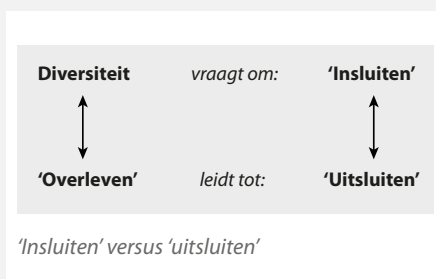 Diversiteit vraagt om: ‘Insluiten’
‘Overleven’ leidt tot: ‘Uitsluiten’
‘Insluiten’ versus ‘uitsluiten’